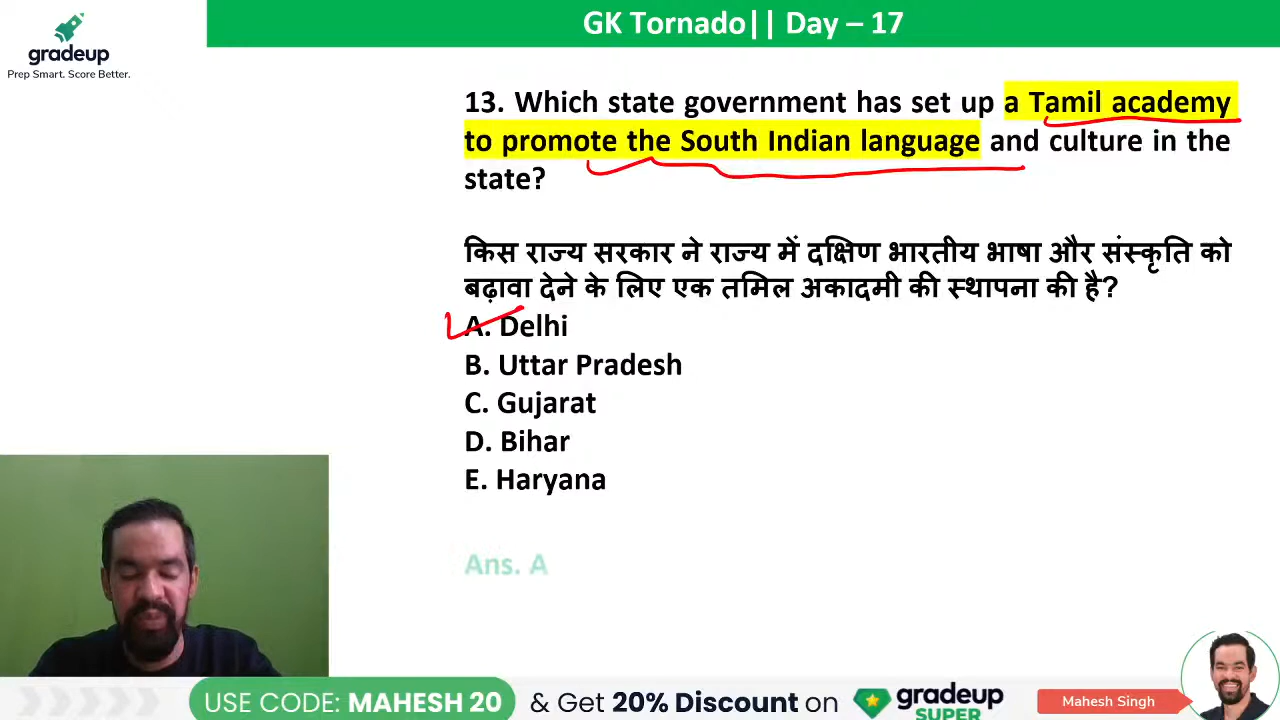 GK Tornado|| Day – 17
gradeup
Prep Smart. Score Better.
13. Which state government has set up a Tamil academy
to promote the South Indian language and culture in the
state?
किस राज्य सरकार ने राज्य में दक्षिण भारतीय भाषा और संस्कृति को
बढ़ावा देने के लिए एक तमिल अकादमी की स्थापना की है?
A. Delhi
B. Uttar Pradesh
C. Gujarat
D. Bihar
E. Haryana
Ans. A
USE CODE: MAHESH 20 & Get 20% Discount on gradeup
SUPER
Mahesh Singh